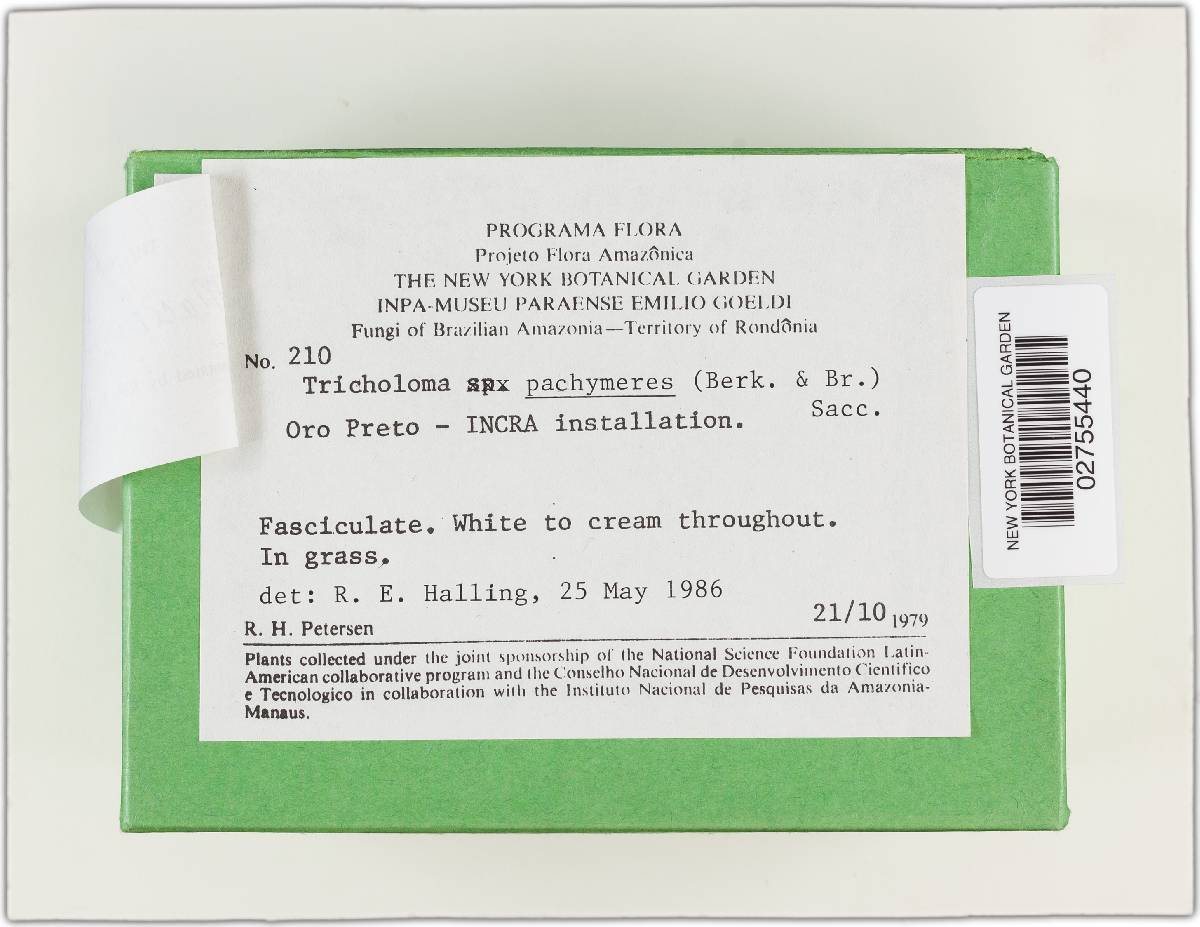 PROGRAMA FLORA
Projeto Flora Amazônica
THE NEW YORK BOTANICAL GARDEN
INPA-MUSEU PARAENSE EMILIO GOELDI
Fungi of Brazilian Amazonia—Territory of Rondônia
No. 210
Tricholoma spx pachymeres (Berk. & Br.)
Sacc.
Oro Preto - INCRA installation.
Fasciculate. White to cream throughout.
In grass.
det: R. E. Halling, 25 May 1986
21/10 1979
R. H. Petersen
Plants collected under the joint sponsorship of the National Science Foundation Latin-
American collaborative program and the Conselho Nacional de Desenvolvimento Cientifico
e Tecnologico in collaboration with the Instituto Nacional de Pesquisas da Amazonia-
Manaus.
NEW YORK BOTANICAL GARDEN
02755440